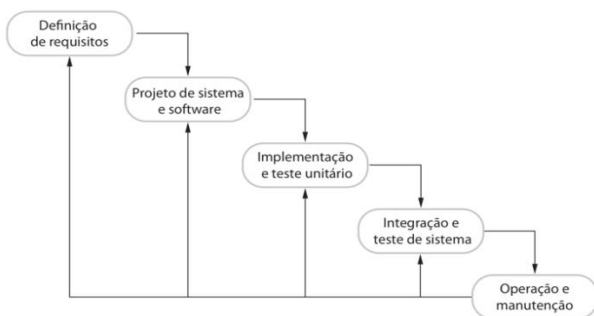 Definição
de requisitos
Projeto de sistema
e software
Implementação
e teste unitário
Integração e
teste de sistema
Operação e
manutenção